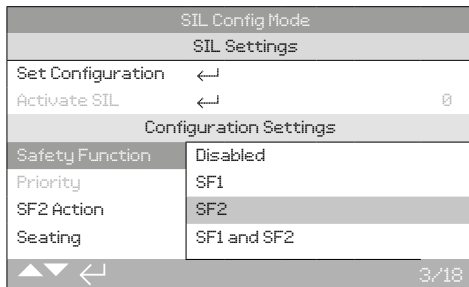 SIL Config Mode
SIL Settings
Set Configuration
Activate SIL 0
Configuration Settings
Safety Function Disabled
Priority SF1
SF2 Action SF2
Seating SF1 and SF2
3/18